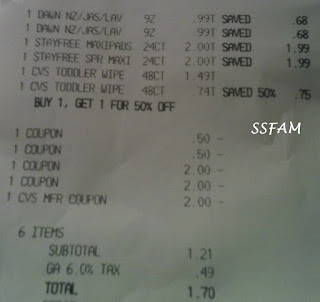 1 DAWN NZ/JAS/LAV 9Z .99T SAVED .68
1 DAWN NZ/JAS/LAV 9Z .99T SAVED .68
1 STAYFREE MAXIPADS 24CT 2.00T SAVED 1.99
1 STAYFREE SPR MAXI 24CT 2.00T SAVED 1.99
1 CVS TODDLER WIPE 48CT 1.49T
1 CVS TODDLER WIPE 48CT .74T SAVED 50% .75
BUY 1, GET 1 FOR 50% OFF
SSFAM
1 COUPON .50 -
1 COUPON .50 -
1 COUPON 2.00 -
1 COUPON 2.00 -
1 CVS MFR COUPON 2.00 -
6 ITEMS
SUBTOTAL 1.21
GA 6.0% TAX .49
TOTAL 1.70